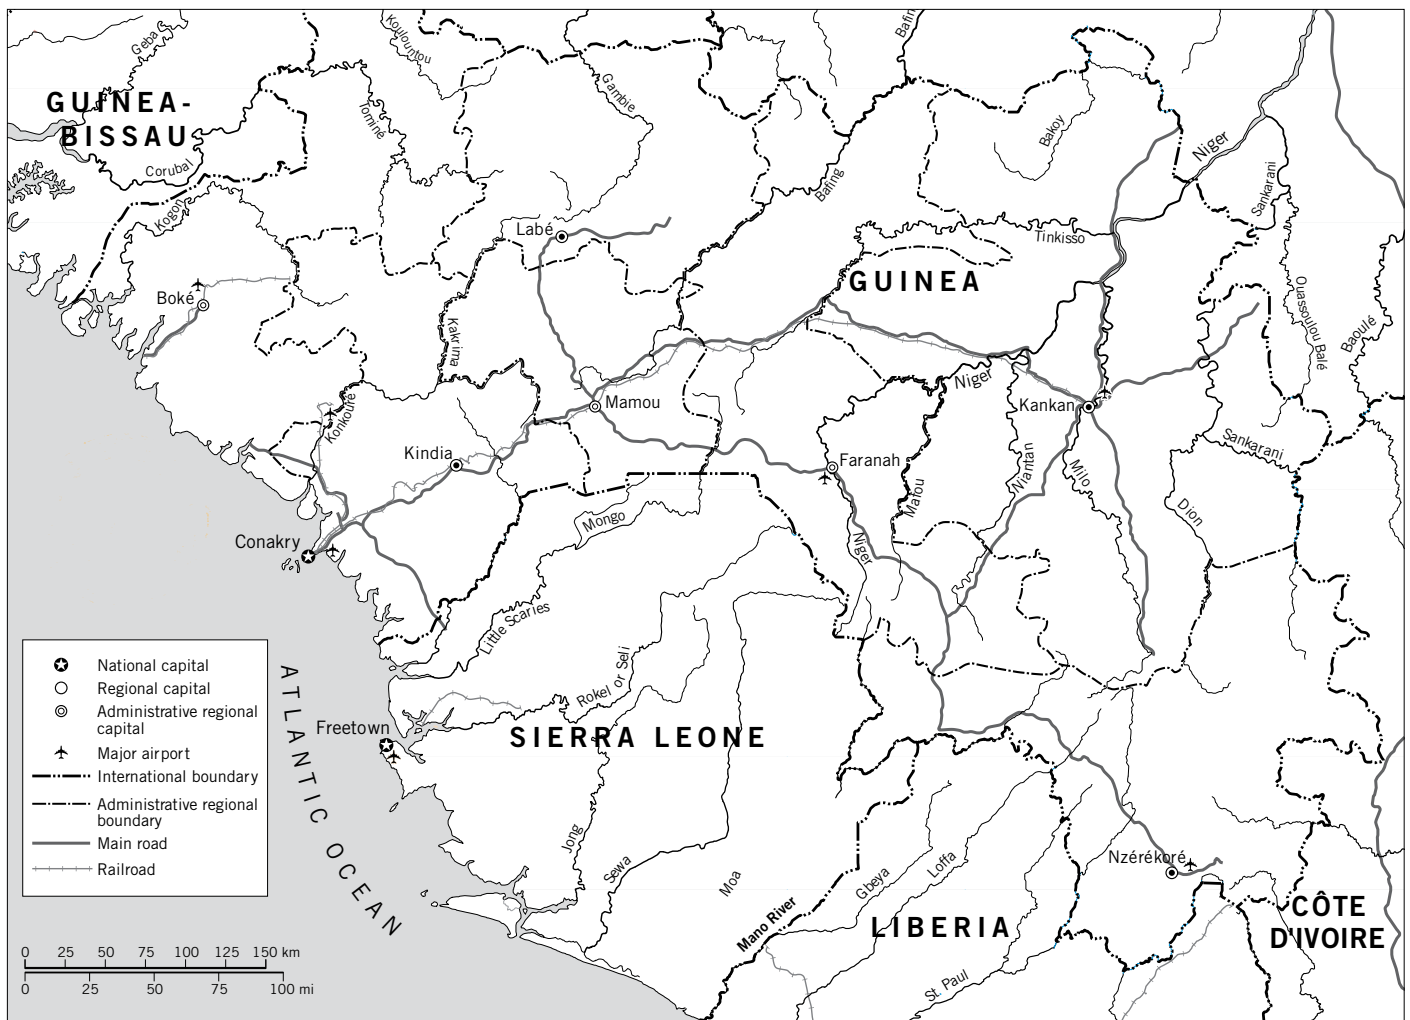 Geba
Koulountou
Bafing
GUINEA-
BISSAU
Tominé
Gambie
Bakoy
Niger
Corubal
Kogon
Bafing
Sankarani
Labé
Tinkisso
GUINEA
Boké
Kakrima
Ouassoulou Balé
Baoulé
Niger
Mamou
Kankan
Konkouré
Kindia
Faranah
Niantan
Milo
Sankarani
Mafou
Dion
Mongo
Conakry
Niger
Little Scaries
Rokel or Seli
National capital
Regional capital
Administrative regional
capital
Major airport
International boundary
Administrative regional
boundary
Main road
Railroad
ATLANTIC OCEAN
Freetown
SIERRA LEONE
Jong
Sewa
Moa
Mano River
Gbeya
Loffa
Nzérékoré
LIBERIA
CÔTE
D'IVOIRE
St. Paul
0 25 50 75 100 125 150 km
0 25 50 75 100 mi